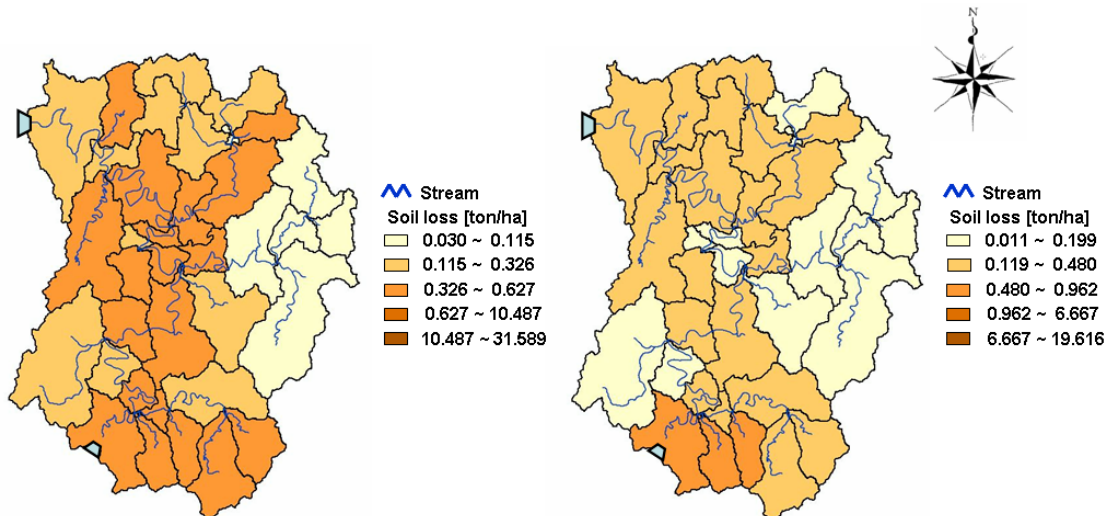 N
Stream
Soil loss [ton/ha]
0.030 ~ 0.115
0.115 ~ 0.326
0.326 ~ 0.627
0.627 ~ 10.487
10.487 ~ 31.589
Stream
Soil loss [ton/ha]
0.011 ~ 0.199
0.119 ~ 0.480
0.480 ~ 0.962
0.962 ~ 6.667
6.667 ~ 19.616